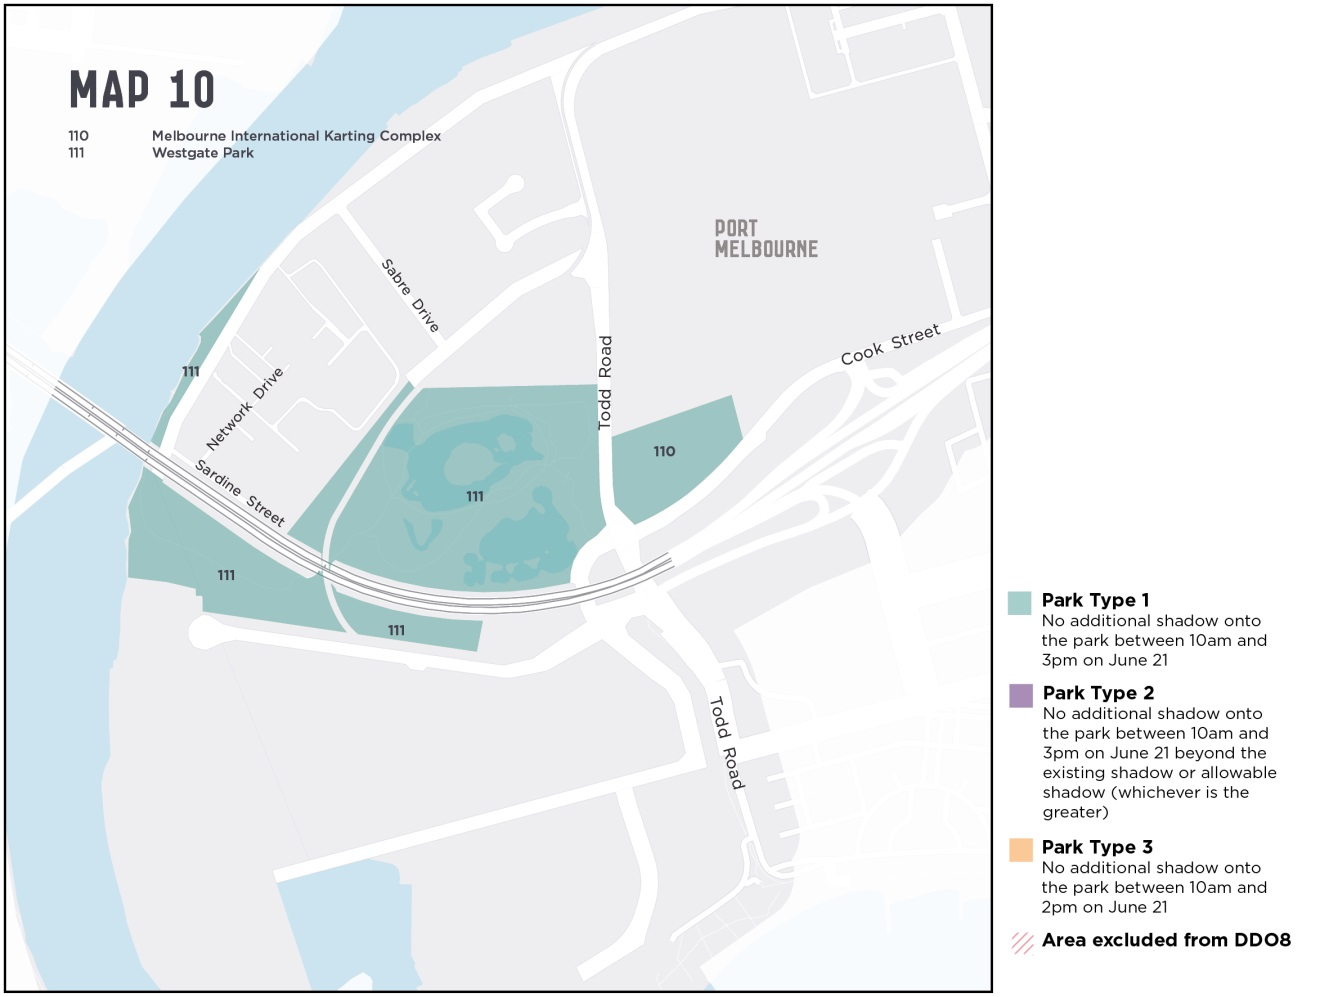 MAP 10
110 Melbourne International Karting Complex
111 Westgate Park
PORT
MELBOURNE
Sabre Drive
Cook Street
Todd Road
111
Network Drive
110
Sardine Street
111
111
111
Todd Road
Park Type 1
No additional shadow onto
the park between 10am and
3pm on June 21
Park Type 2
No additional shadow onto
the park between 10am and
3pm on June 21 beyond the
existing shadow or allowable
shadow (whichever is the
greater)
Park Type 3
No additional shadow onto
the park between 10am and
2pm on June 21
Area excluded from DDO8